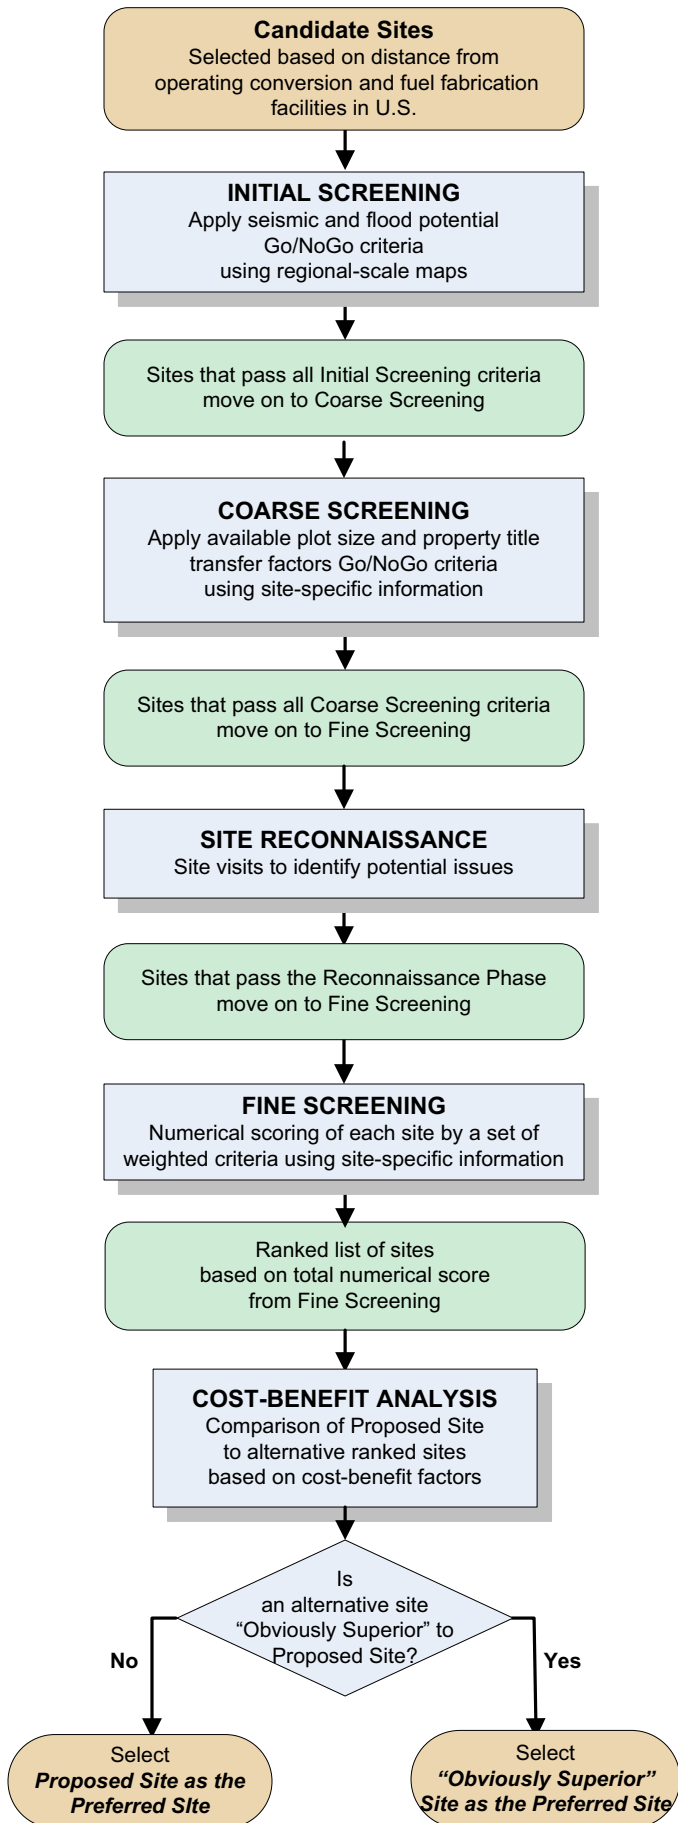 Candidate Sites
Selected based on distance from
operating conversion and fuel fabrication
facilities in U.S.
INITIAL SCREENING
Apply seismic and flood potential
Go/NoGo criteria
using regional-scale maps
Sites that pass all Initial Screening criteria
move on to Coarse Screening
COARSE SCREENING
Apply available plot size and property title
transfer factors Go/NoGo criteria
using site-specific information
Sites that pass all Coarse Screening criteria
move on to Fine Screening
SITE RECONNAISSANCE
Site visits to identify potential issues
Sites that pass the Reconnaissance Phase
move on to Fine Screening
FINE SCREENING
Numerical scoring of each site by a set of
weighted criteria using site-specific information
Ranked list of sites
based on total numerical score
from Fine Screening
COST-BENEFIT ANALYSIS
Comparison of Proposed Site
to alternative ranked sites
based on cost-benefit factors
Is
an alternative site
“Obviously Superior” to
Proposed Site?
No
Yes
Select
Proposed Site as the
Preferred SIte
Select
“Obviously Superior”
Site as the Preferred Site